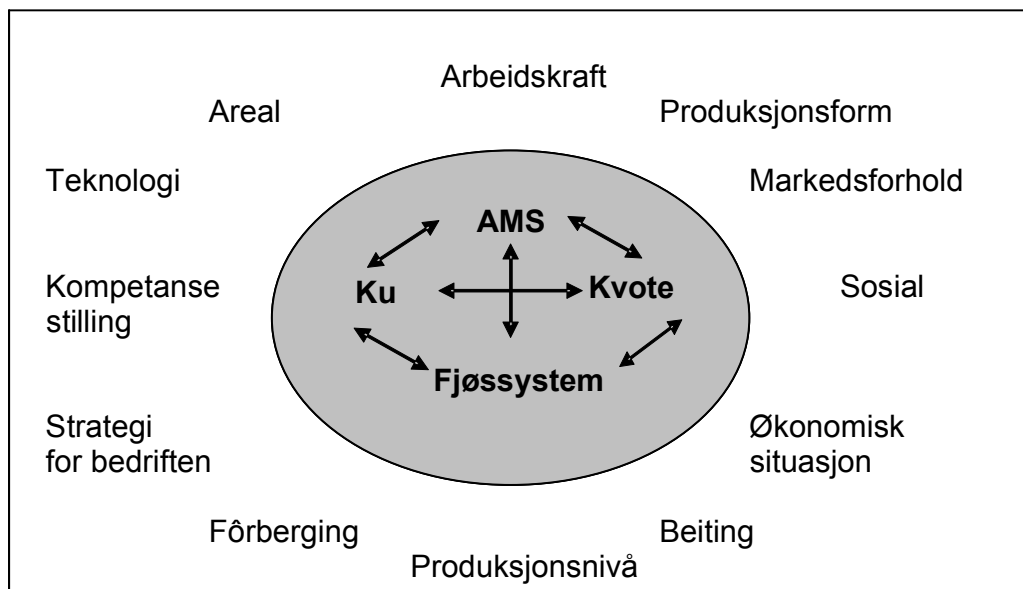 Arbeidskraft
Areal
Produksjonsform
Teknologi
Markedsforhold
AMS
Kompetanse
stilling
Ku
Kvote
Sosial
Fjøssystem
Strategi
for bedriften
Økonomisk
situasjon
Fôrberging
Beiting
Produksjonsnivå